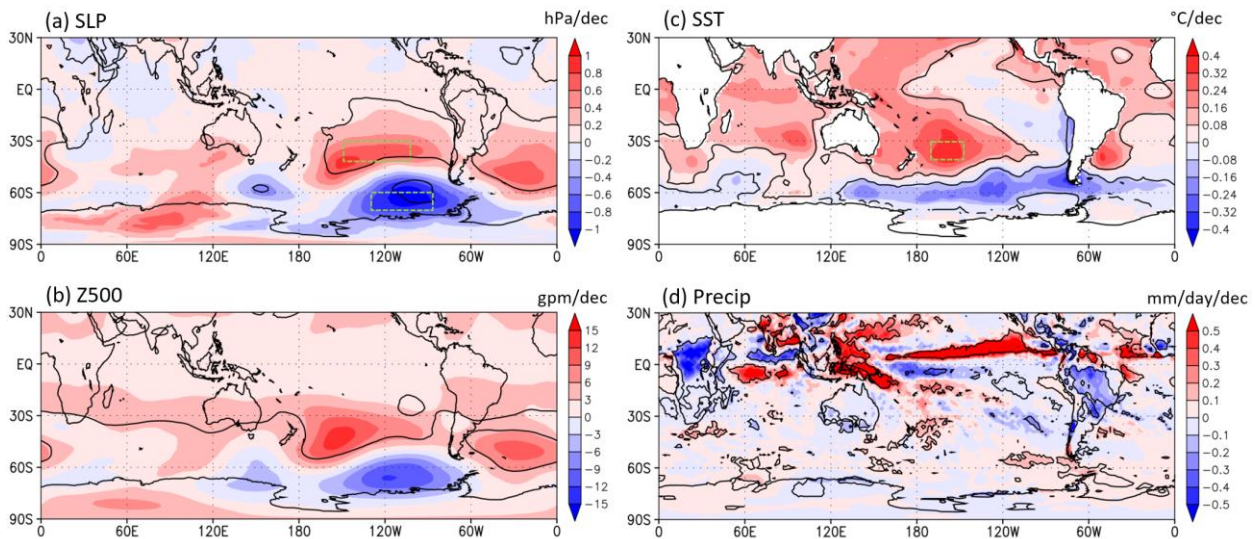 (a) SLP hPa/dec
30N
EQ
30S
60S
90S
0 60E 120E 180 120W 60W 0
1
0.8
0.6
0.4
0.2
0
−0.2
−0.4
−0.6
−0.8
−1
(c) SST °C/dec
30N
EQ
30S
60S
90S
0 60E 120E 180 120W 60W 0
0.4
0.32
0.24
0.16
0.08
0
−0.08
−0.16
−0.24
−0.32
−0.4
(b) Z500 gpm/dec
30N
EQ
30S
60S
90S
0 60E 120E 180 120W 60W 0
15
12
9
6
3
0
−3
−6
−9
−12
−15
(d) Precip mm/day/dec
30N
EQ
30S
60S
90S
0 60E 120E 180 120W 60W 0
0.5
0.4
0.3
0.2
0.1
0
−0.1
−0.2
−0.3
−0.4
−0.5